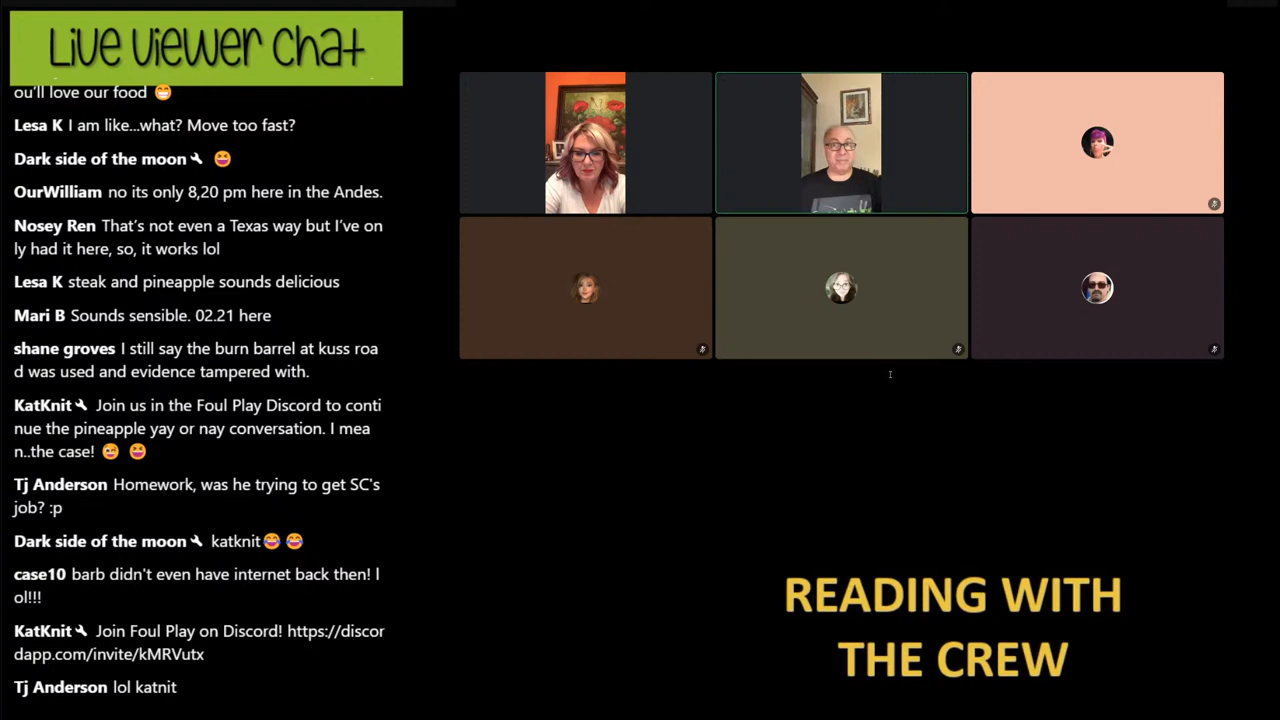 Live Viewer Chat
ou'll love our food 😁
Lesa K I am like...what? Move too fast?
Dark side of the moon 😆
OurWilliam no its only 8,20 pm here in the Andes.
Nosey Ren That's not even a Texas way but I've on
ly had it here, so, it works lol
Lesa K steak and pineapple sounds delicious
Mari B Sounds sensible. 02.21 here
shane groves I still say the burn barrel at kuss roa
d was used and evidence tampered with.
KatKnit Join us in the Foul Play Discord to conti
nue the pineapple yay or nay conversation. I mea
n..the case! 😅 😆
Tj Anderson Homework, was he trying to get SC's
job? :p
Dark side of the moon katknit😂 😂
case10 barb didn't even have internet back then! l
ol!!!
KatKnit Join Foul Play on Discord! https://discor
dapp.com/invite/kMRVutx
Tj Anderson lol katnit
READING WITH
THE CREW